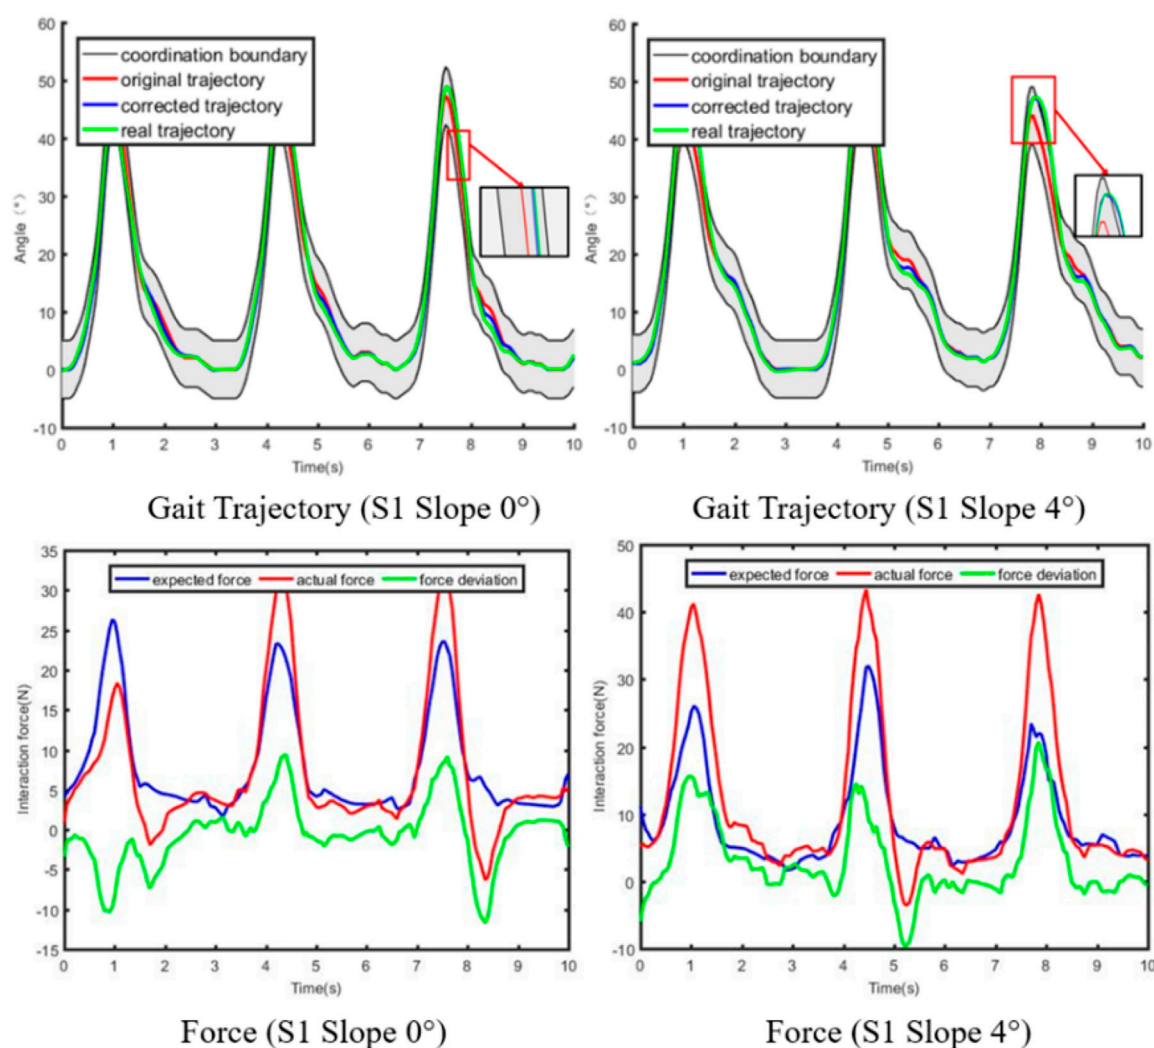 60
50
40
30
20
10
0
-10
Angle (°)
coordination boundary
original trajectory
corrected trajectory
real trajectory
0 1 2 3 4 5 6 7 8 9 10
Time(s)
Gait Trajectory (S1 Slope 0°)
60
50
40
30
20
10
0
-10
Angle (°)
coordination boundary
original trajectory
corrected trajectory
real trajectory
0 1 2 3 4 5 6 7 8 9 10
Time(s)
Gait Trajectory (S1 Slope 4°)
35
30
25
20
15
10
5
0
-5
-10
-15
Interaction force(N)
expected force actual force force deviation
0 1 2 3 4 5 6 7 8 9 10
Time(s)
Force (S1 Slope 0°)
50
40
30
20
10
0
-10
Interaction force(N)
expected force actual force force deviation
0 1 2 3 4 5 6 7 8 9 10
Time(s)
Force (S1 Slope 4°)